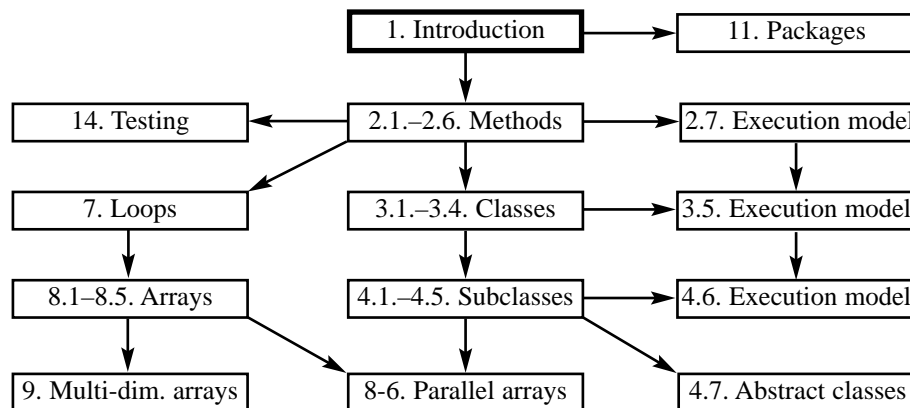 1. Introduction
11. Packages
14. Testing
2.1.–2.6. Methods
2.7. Execution model
7. Loops
3.1.–3.4. Classes
3.5. Execution model
8.1–8.5. Arrays
4.1.–4.5. Subclasses
4.6. Execution model
9. Multi-dim. arrays
8-6. Parallel arrays
4.7. Abstract classes